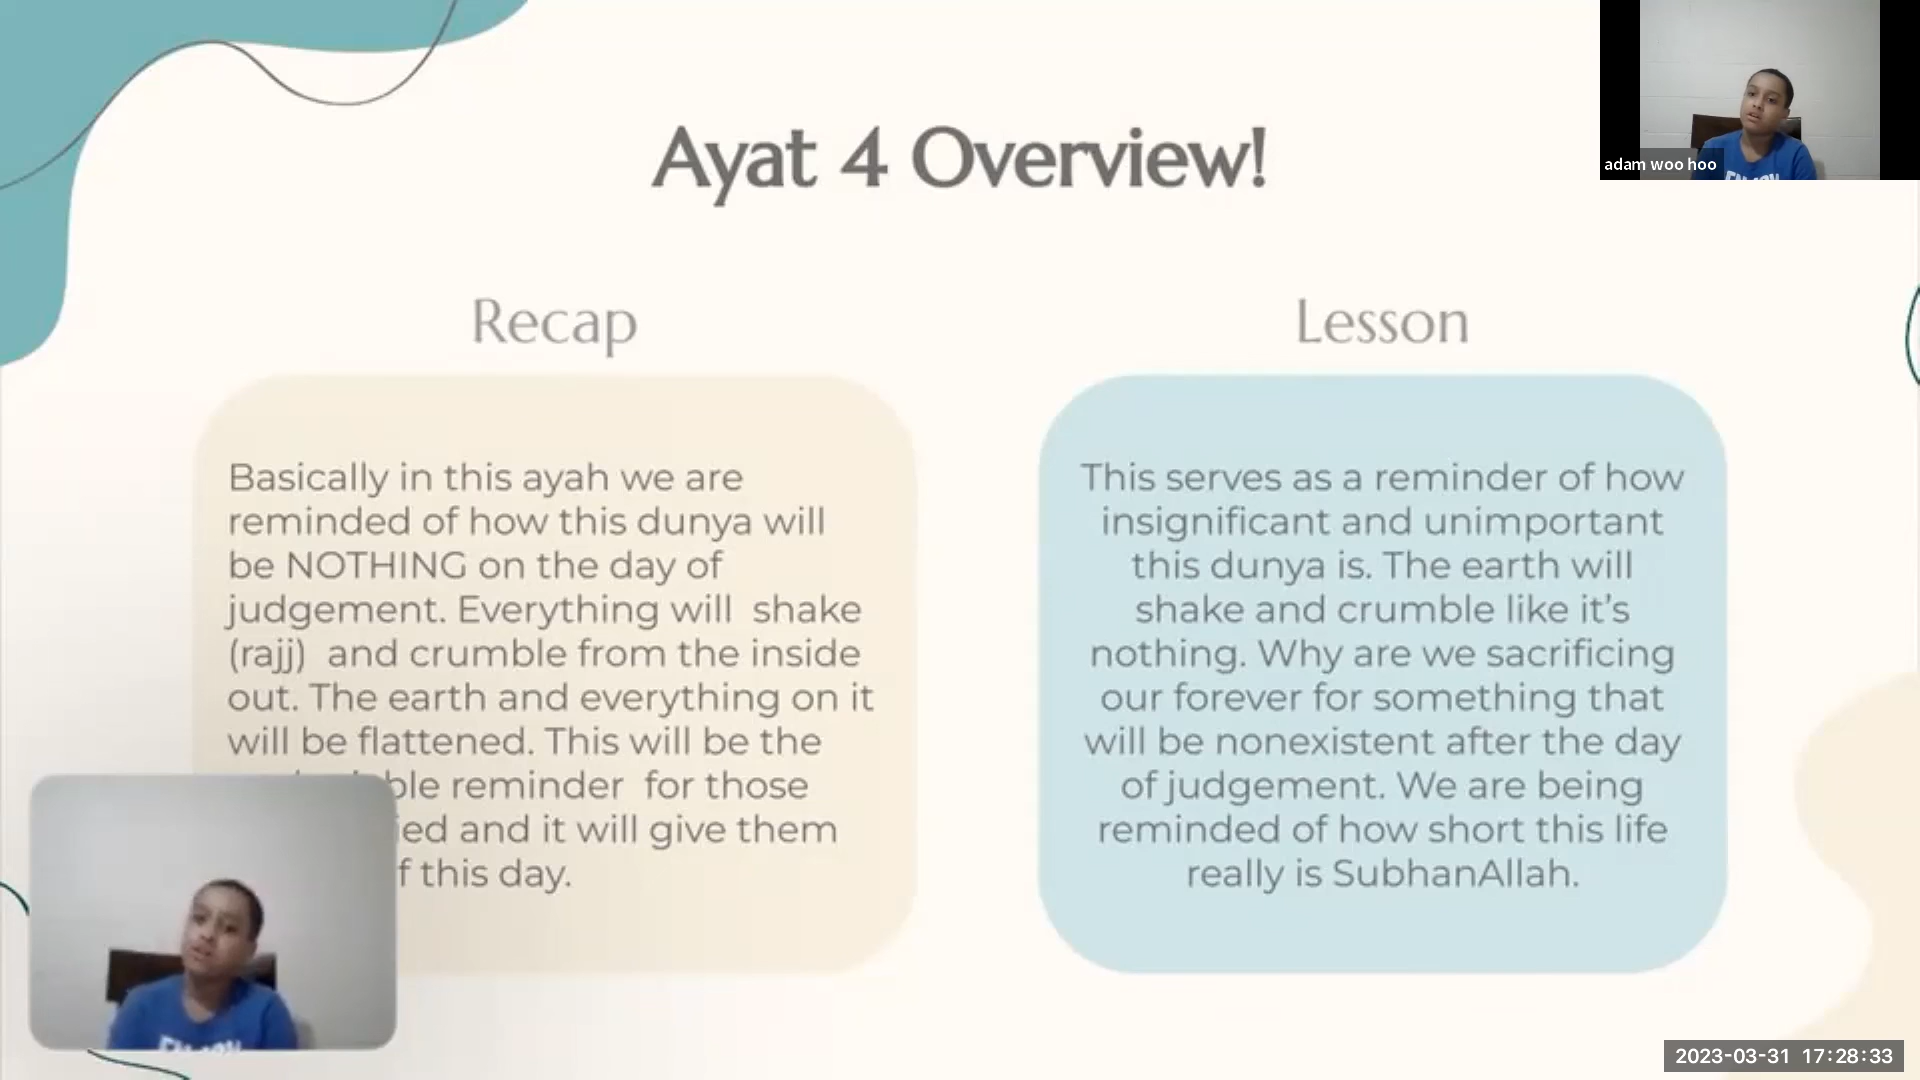 Ayat 4 Overview!
adam woo hoo
Recap
Basically in this ayah we are
reminded of how this dunya will
be NOTHING on the day of
judgement. Everything will shake
(rajj) and crumble from the inside
out. The earth and everything on it
will be flattened. This will be the
reminder for those
and it will give them
this day.
Lesson
This serves as a reminder of how
insignificant and unimportant
this dunya is. The earth will
shake and crumble like it’s
nothing. Why are we sacrificing
our forever for something that
will be nonexistent after the day
of judgement. We are being
reminded of how short this life
really is SubhanAllah.
2023-03-31 17:28:33